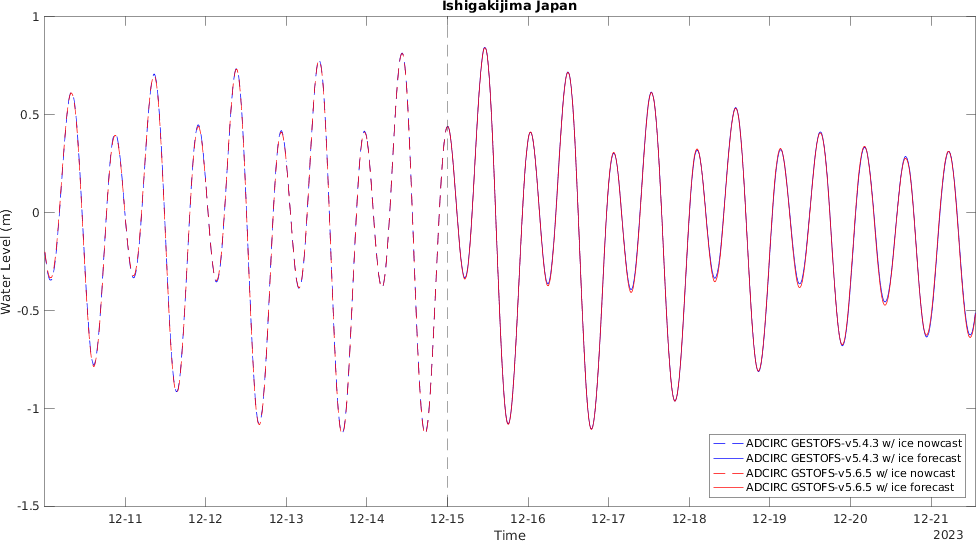 Ishigakijima Japan
1
0.5
0
-0.5
-1
-1.5
Water Level (m)
ADCIRC GESTOFS-v5.4.3 w/ ice nowcast
ADCIRC GESTOFS-v5.4.3 w/ ice forecast
ADCIRC GSTOFS-v5.6.5 w/ ice nowcast
ADCIRC GSTOFS-v5.6.5 w/ ice forecast
12-11 12-12 12-13 12-14 12-15 12-16 12-17 12-18 12-19 12-20 12-21
Time
2023